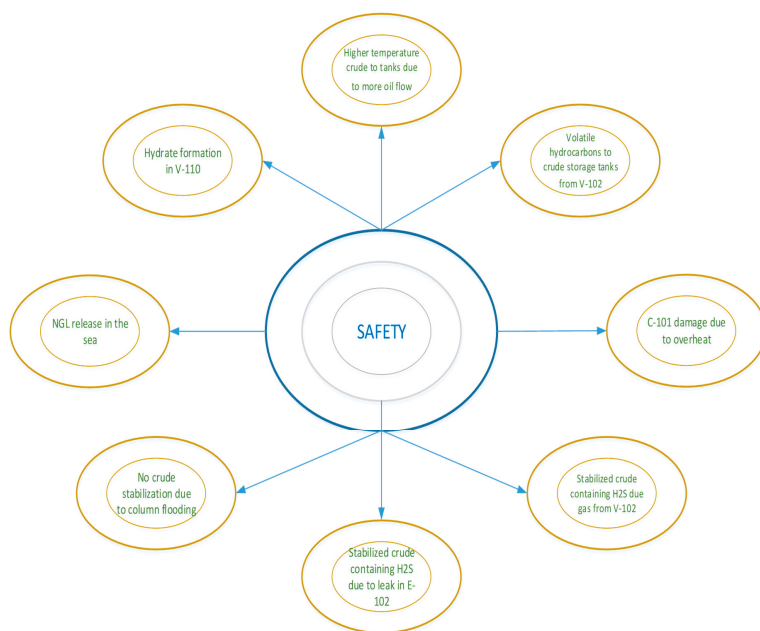 Higher temperature
crude to tanks due
to more oil flow
Hydrate formation
in V-110
Volatile
hydrocarbons to
crude storage tanks
from V-102
NGL release in the
sea
SAFETY
C-101 damage due
to overheat
No crude
stabilization due
to column flooding
Stabilized crude
containing H2S due
gas from V-102
Stabilized crude
containing H2S
due to leak in E-
102